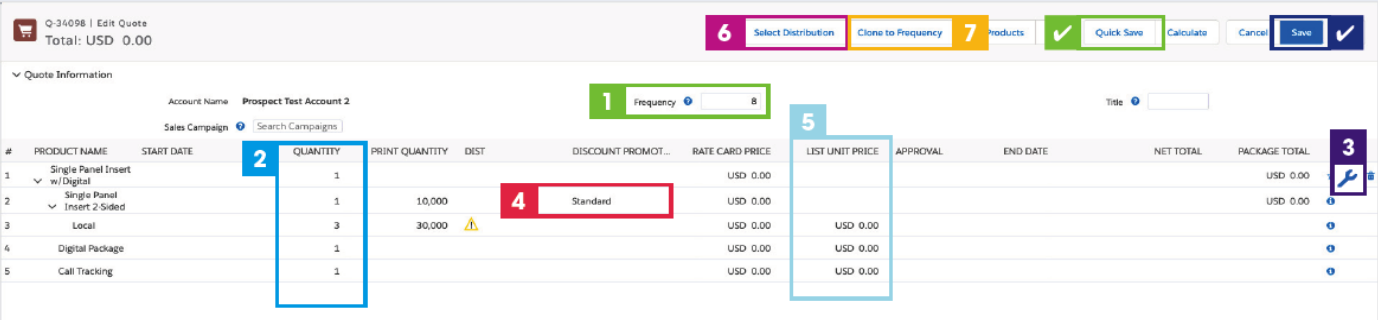 Q-34098 | Edit Quote
Total: USD 0.00
6 Select Distribution Clone to Frequency 7 Products Quick Save Calculate Cancel Save
Quote Information
Account Name Prospect Test Account 2 1 Frequency 8 Title
Sales Campaign Search Campaigns 5
# PRODUCT NAME START DATE 2 QUANTITY PRINT QUANTITY DIST DISCOUNT PROMOT... RATE CARD PRICE LIST UNIT PRICE APPROVAL END DATE NET TOTAL PACKAGE TOTAL 3
1 Single Panel Insert w/Digital 1 USD 0.00 USD 0.00
2 Single Panel Insert 2-Sided 1 10,000 4 Standard USD 0.00 USD 0.00
3 Local 3 30,000 USD 0.00 USD 0.00
4 Digital Package 1 USD 0.00 USD 0.00
5 Call Tracking 1 USD 0.00 USD 0.00